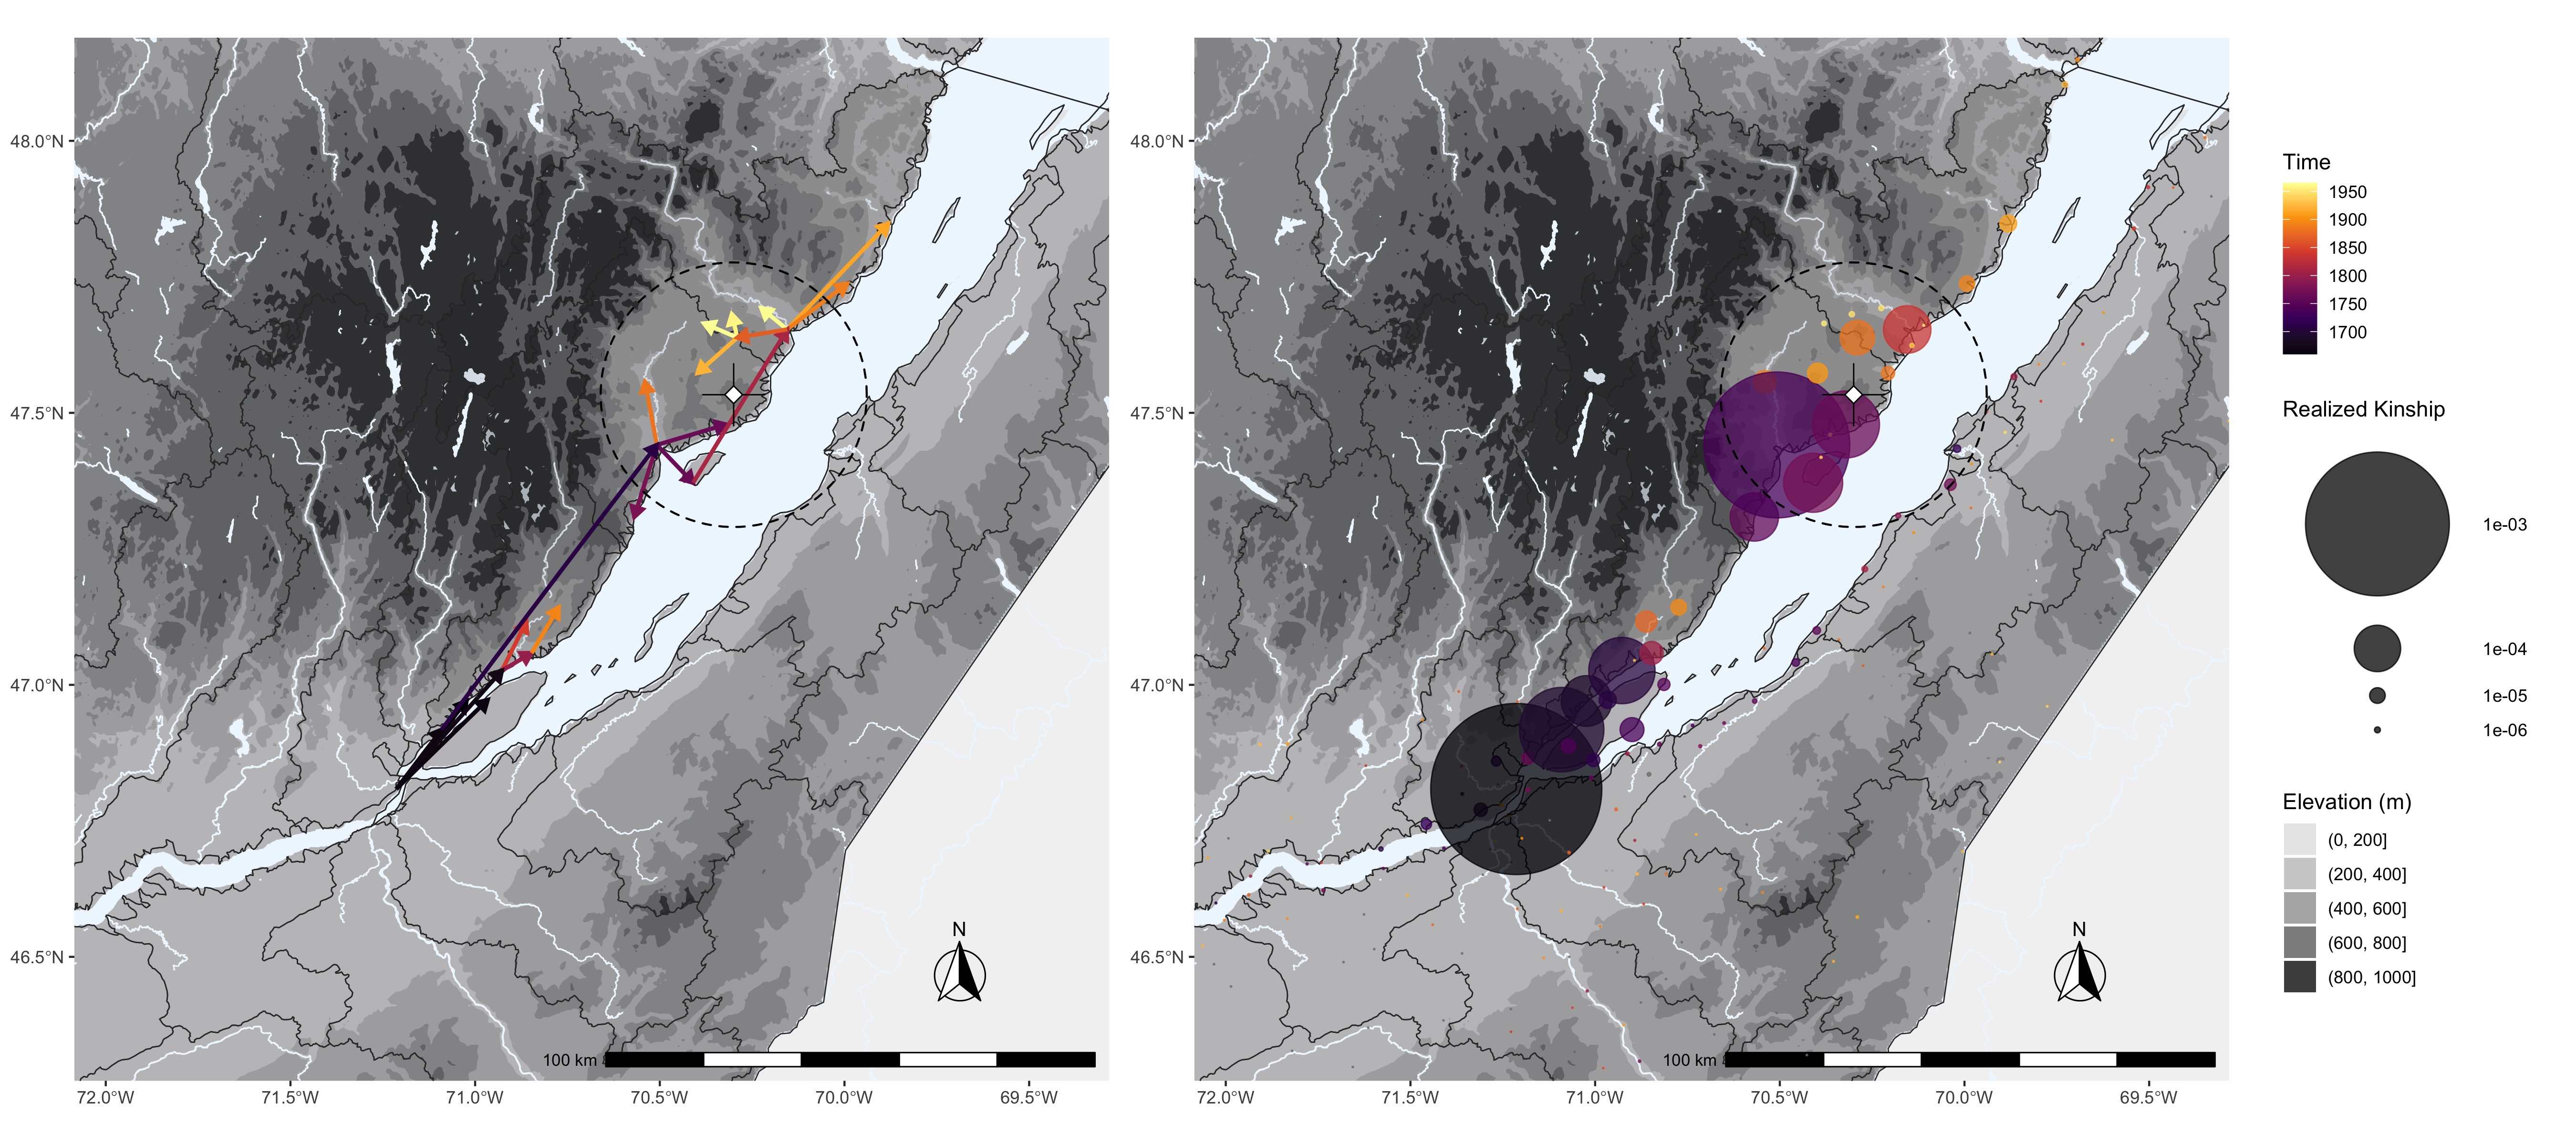 48.0°N
47.5°N
47.0°N
46.5°N
72.0°W 71.5°W 71.0°W 70.5°W 70.0°W 69.5°W
N
100 km
48.0°N
47.5°N
47.0°N
46.5°N
72.0°W 71.5°W 71.0°W 70.5°W 70.0°W 69.5°W
N
100 km
Time
1950
1900
1850
1800
1750
1700
Realized Kinship
1e-03
1e-04
1e-05
1e-06
Elevation (m)
(0, 200]
(200, 400]
(400, 600]
(600, 800]
(800, 1000]